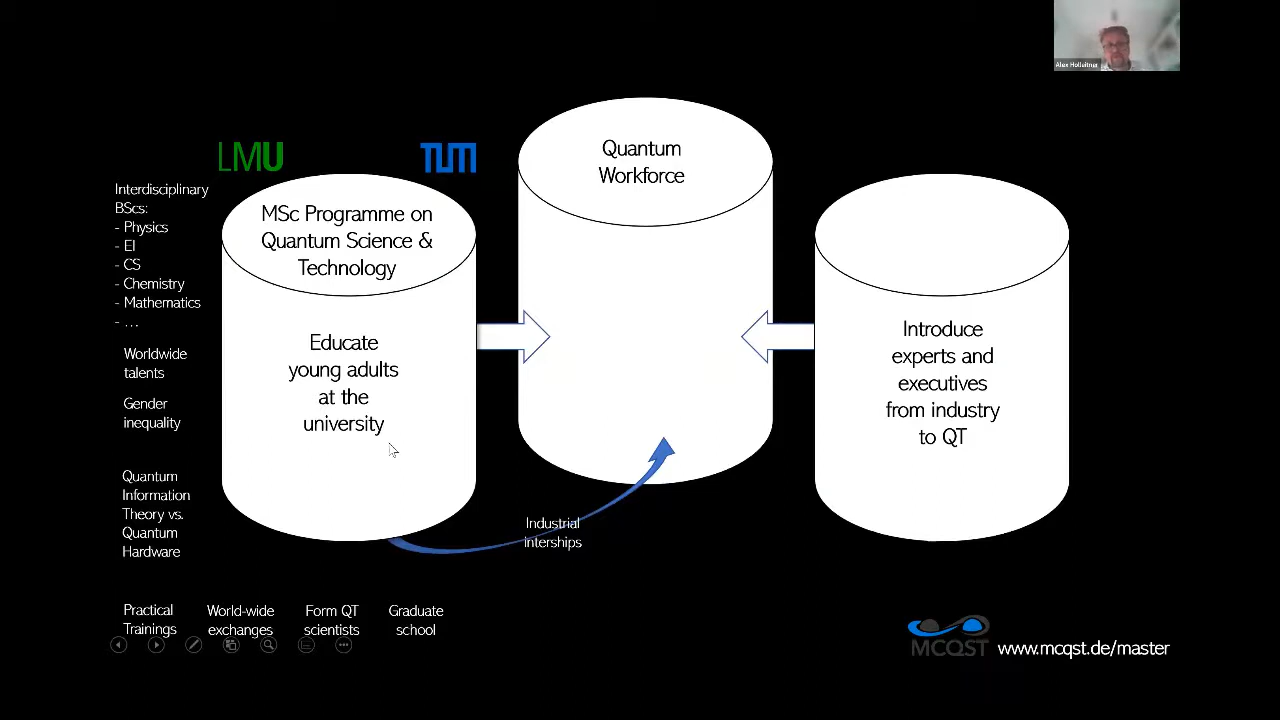 Alex Holleitner
LMU
TUM
Quantum
Workforce
Interdisciplinary
BScs:
- Physics
- EI
- CS
- Chemistry
- Mathematics
- ...
Worldwide
talents
Gender
inequality
Quantum
Information
Theory vs.
Quantum
Hardware
MSc Programme on
Quantum Science &
Technology
Educate
young adults
at the
university
Introduce
experts and
executives
from industry
to QT
Industrial
Interships
Practical
Trainings
World-wide
exchanges
Form QT
scientists
Graduate
school
MCQST
www.mcqst.de/master